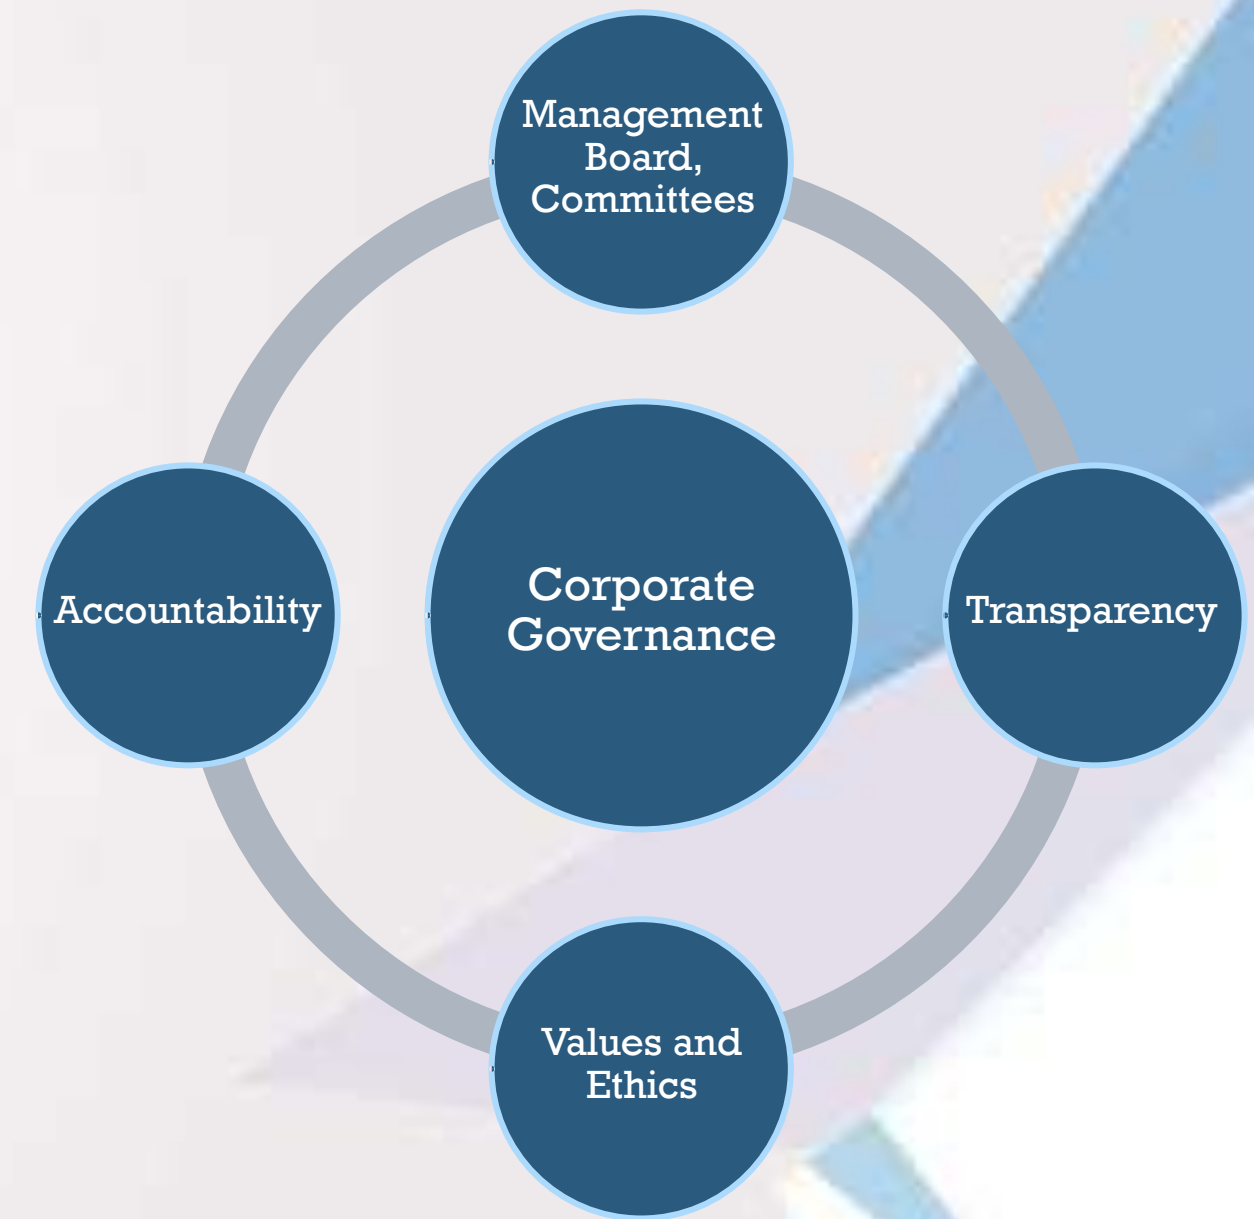 Management
Board,
Committees
Accountability
Corporate
Governance
Transparency
Values and
Ethics